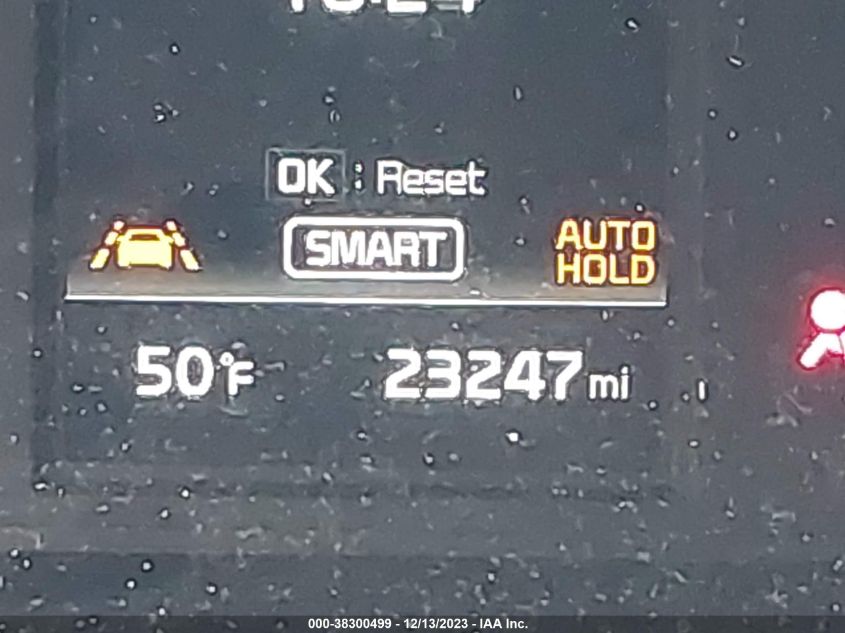 OK : Reset
SMART
AUTO
HOLD
50°F 23247 mi
000-38300499 - 12/13/2023 - IAA Inc.